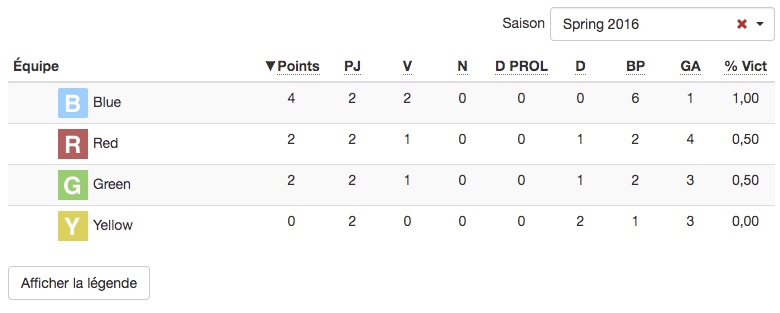 Saison Spring 2016
Équipe ▼Points PJ V N D PROL D BP GA % Vict
B Blue 4 2 2 0 0 0 6 1 1,00
R Red 2 2 1 0 0 1 2 4 0,50
G Green 2 2 1 0 0 1 2 3 0,50
Y Yellow 0 2 0 0 0 2 1 3 0,00
Afficher la légende